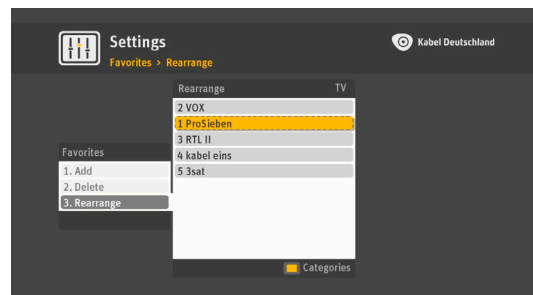 Settings
Favorites > Rearrange
Kabel Deutschland
Rearrange TV
2 VOX
1 ProSieben
3 RTL II
4 kabel eins
5 3sat
Favorites
1. Add
2. Delete
3. Rearrange
Categories